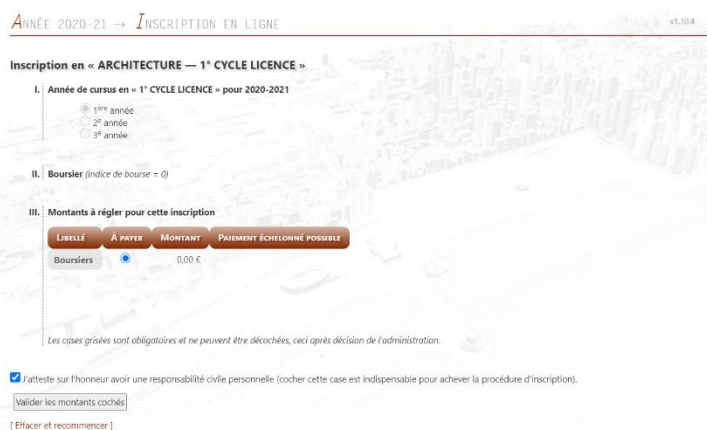 ANNÉE 2020-21 → INSCRIPTION EN LIGNE
v1.10.4
Inscription en « ARCHITECTURE — 1° CYCLE LICENCE »
I. Année de cursus en « 1° CYCLE LICENCE » pour 2020-2021
1ère année
2e année
3e année
II. Boursier (indice de bourse = 0)
III. Montants à régler pour cette inscription
LIBELLÉ À PAYER MONTANT PAIEMENT ÉCHELONNÉ POSSIBLE
Boursiers 0,00 €
Les cases grisées sont obligatoires et ne peuvent être décochées, ceci après décision de l'administration.
J'atteste sur l'honneur avoir une responsabilité civile personnelle (cocher cette case est indispensable pour achever la procédure d'inscription).
Valider les montants cochés
[ Effacer et recommencer ]